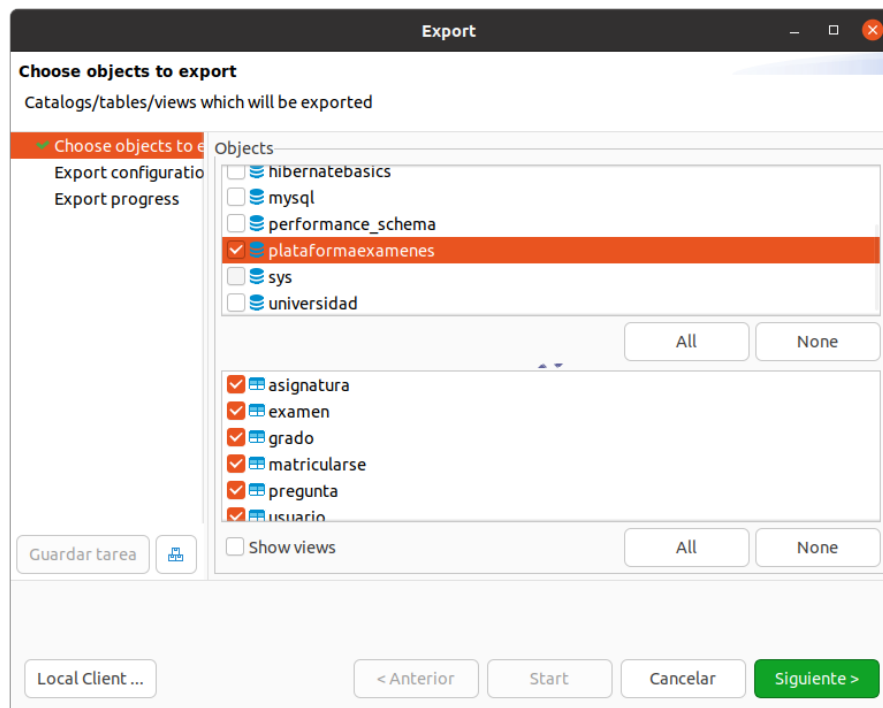 Export
Choose objects to export
Catalogs/tables/views which will be exported
Choose objects to e
Export configuratio
Export progress
Objects
hibernatebasics
mysql
performance_schema
plataformaexamenes
sys
universidad
All
None
asignatura
examen
grado
matricularse
pregunta
usuario
Guardar tarea
Show views
All
None
Local Client ...
< Anterior
Start
Cancelar
Siguiente >